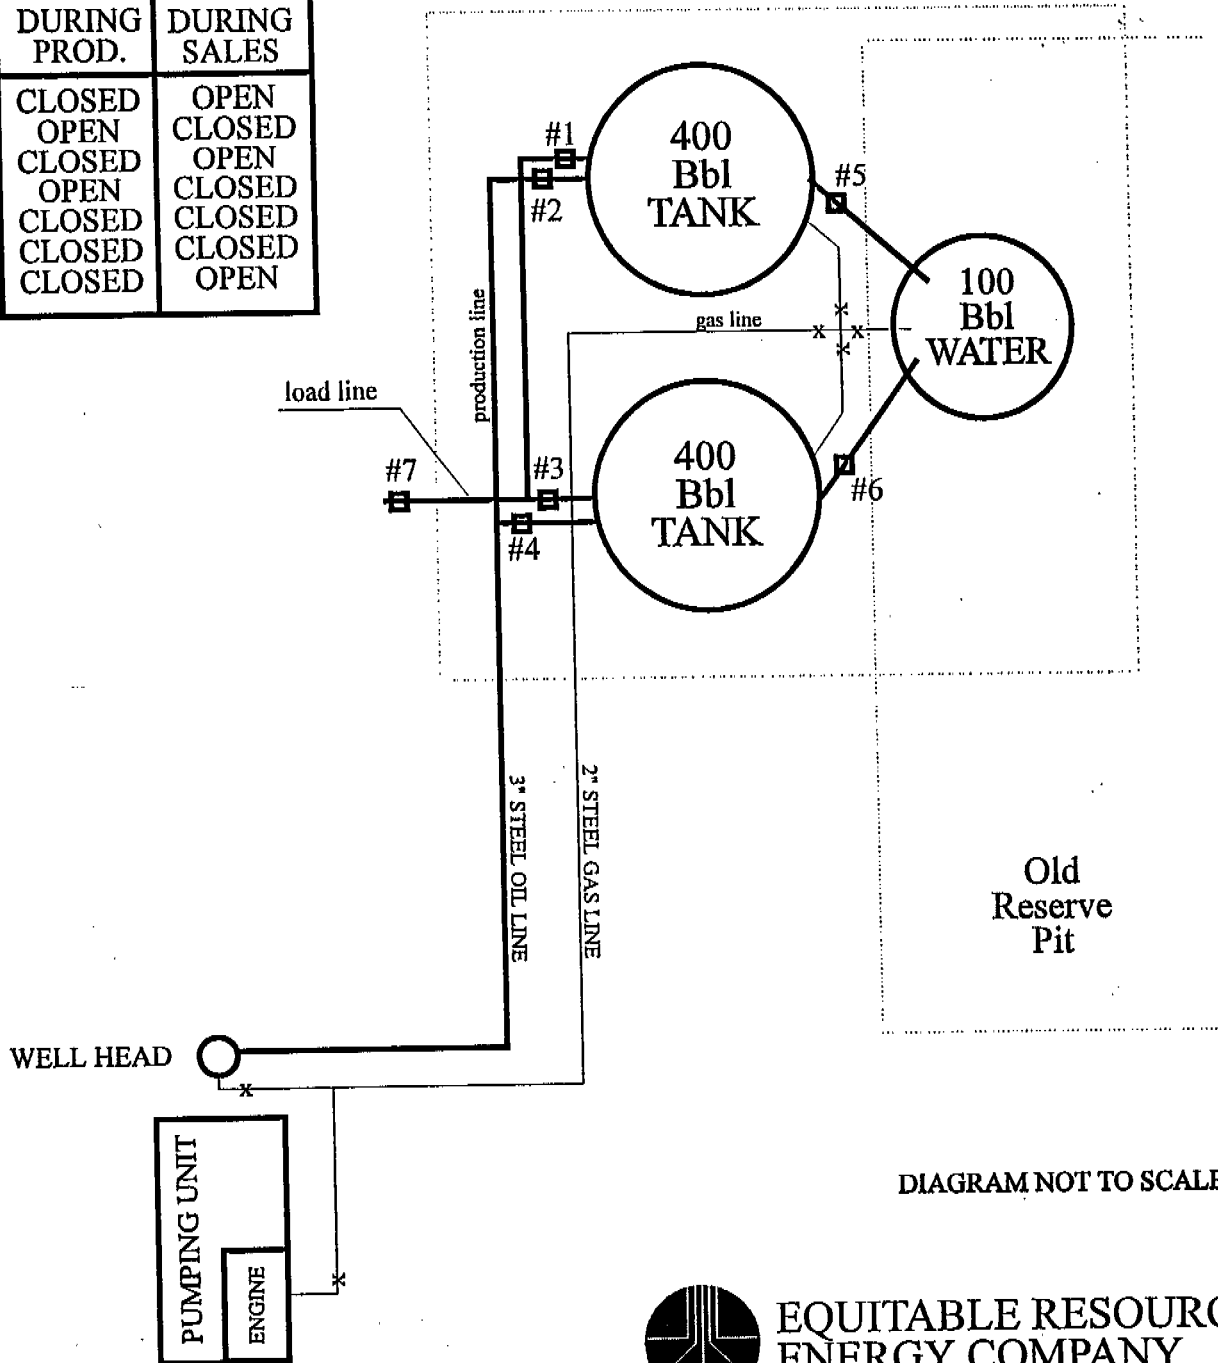 DURING PROD.
DURING SALES
CLOSED OPEN
OPEN CLOSED
CLOSED OPEN
OPEN CLOSED
CLOSED CLOSED
CLOSED CLOSED
CLOSED OPEN
#1
#2
400
Bbl
TANK
#5
100
Bbl
WATER
production line
gas line
load line
#7
#3
#4
400
Bbl
TANK
#6
3" STEEL OIL LINE
2" STEEL GAS LINE
Old
Reserve
Pit
WELL HEAD
PUMPING UNIT
ENGINE
DIAGRAM NOT TO SCALE
EQUITABLE RESOURC
ENERGY COMPANY